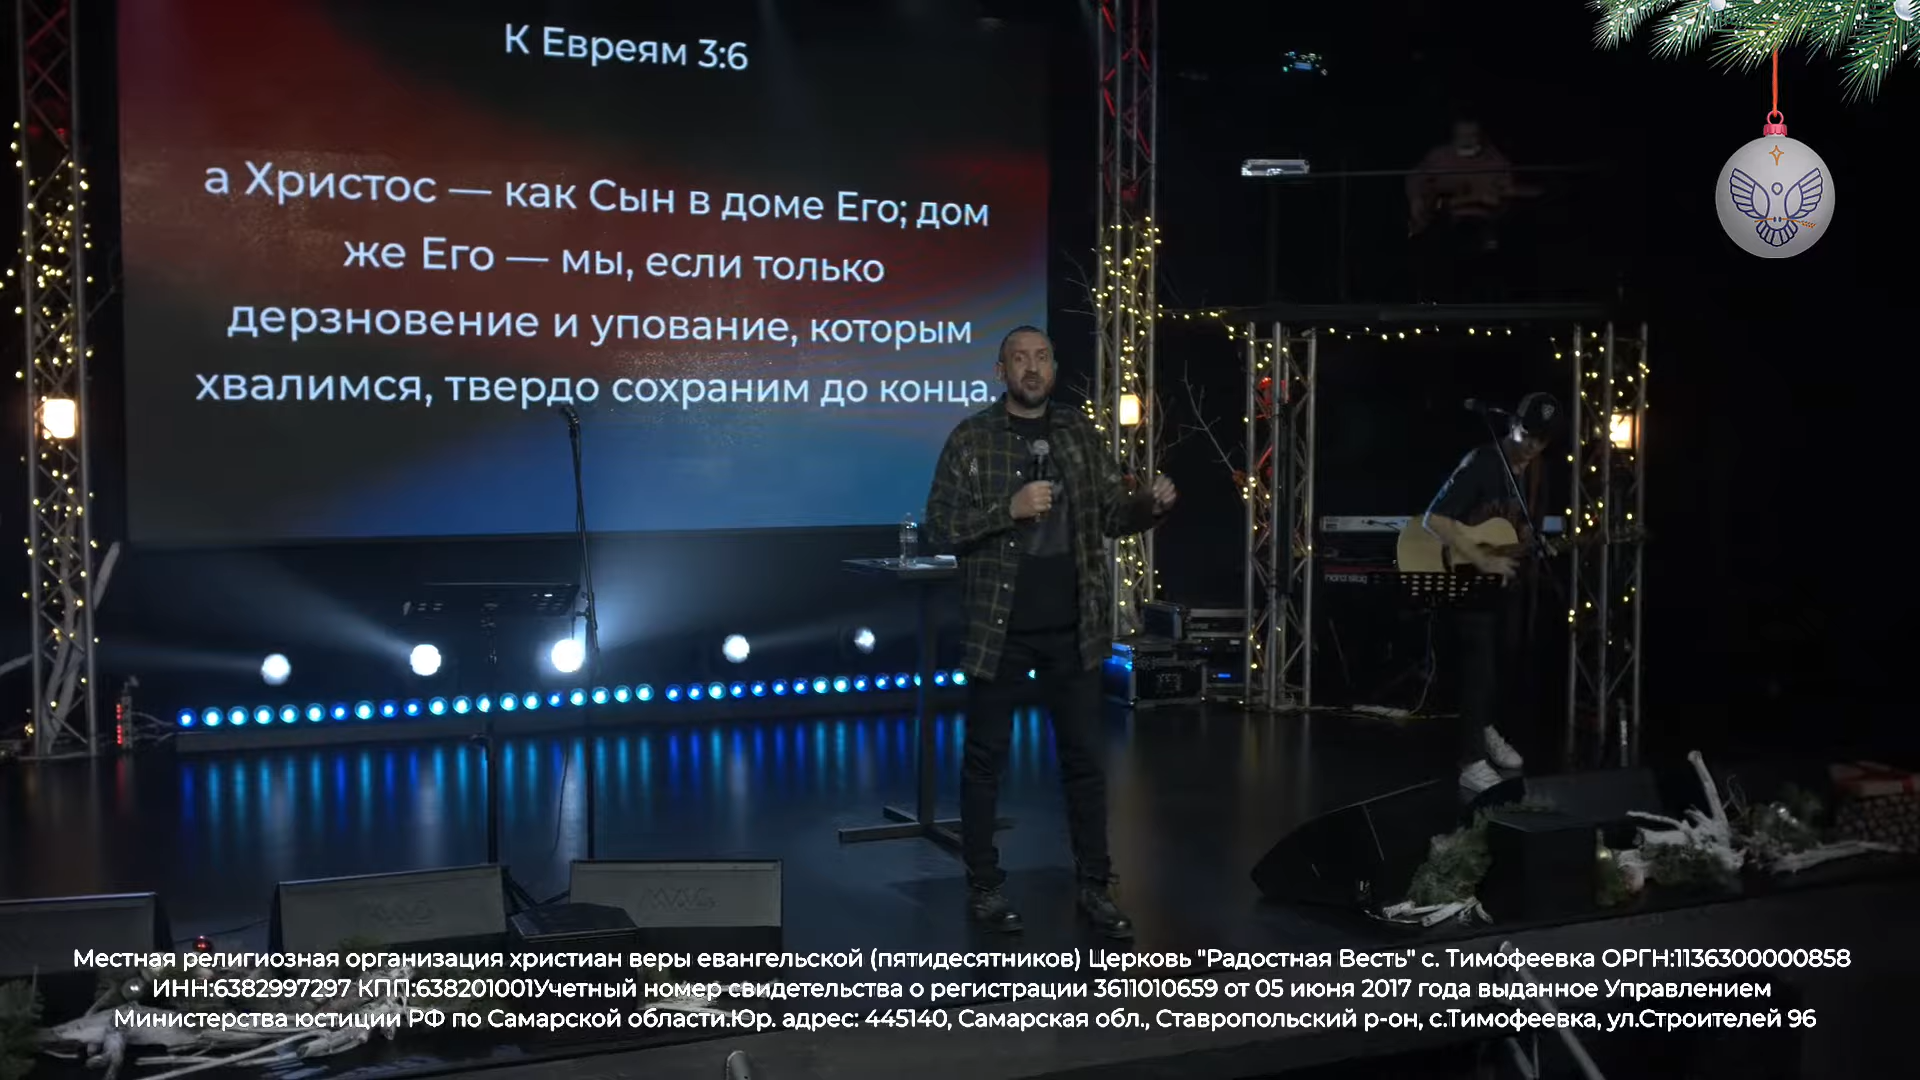 К Евреям 3:6
а Христос — как Сын в доме Его; дом
же Его — мы, если только
дерзновение и упование, которым
хвалимся, твердо сохраним до конца.
nord stage
Местная религиозная организация христиан веры евангельской (пятидесятников) Церковь "Радостная Весть" с. Тимофеевка ОРГН:1136300000858
ИНН:6382997297 КПП:638201001Учетный номер свидетельства о регистрации 3611010659 от 05 июня 2017 года выданное Управлением
Министерства юстиции РФ по Самарской области.Юр. адрес: 445140, Самарская обл., Ставропольский р-он, с.Тимофеевка, ул.Строителей 96